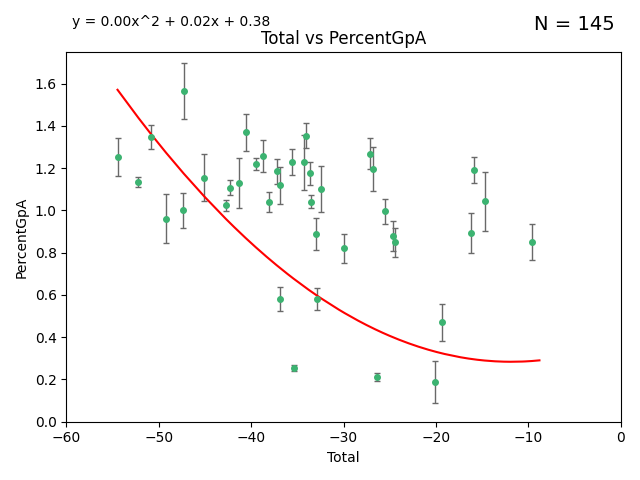 y = 0.00x^2 + 0.02x + 0.38
N = 145
Total vs PercentGpA
PercentGpA
1.6
1.4
1.2
1.0
0.8
0.6
0.4
0.2
0.0
−60 −50 −40 −30 −20 −10 0
Total